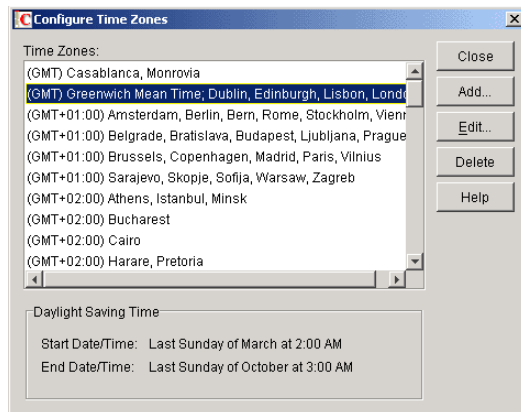 Configure Time Zones
Time Zones:
(GMT) Casablanca, Monrovia
(GMT) Greenwich Mean Time; Dublin, Edinburgh, Lisbon, Londo
(GMT+01:00) Amsterdam, Berlin, Bern, Rome, Stockholm, Vienn
(GMT+01:00) Belgrade, Bratislava, Budapest, Ljubljana, Prague
(GMT+01:00) Brussels, Copenhagen, Madrid, Paris, Vilnius
(GMT+01:00) Sarajevo, Skopje, Sofija, Warsaw, Zagreb
(GMT+02:00) Athens, Istanbul, Minsk
(GMT+02:00) Bucharest
(GMT+02:00) Cairo
(GMT+02:00) Harare, Pretoria
Close
Add...
Edit...
Delete
Help
Daylight Saving Time
Start Date/Time: Last Sunday of March at 2:00 AM
End Date/Time: Last Sunday of October at 3:00 AM